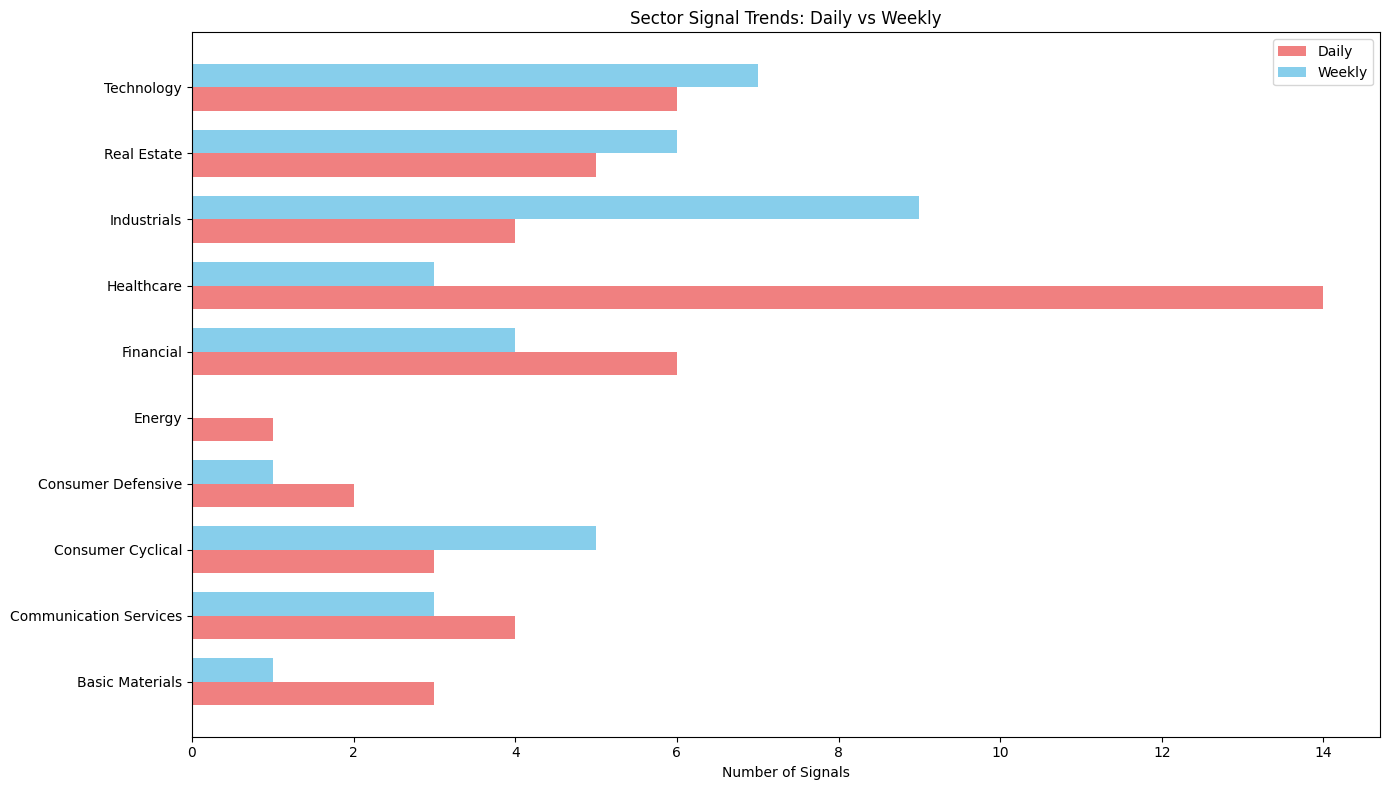 Sector Signal Trends: Daily vs Weekly
Daily
Weekly
Technology
Real Estate
Industrials
Healthcare
Financial
Energy
Consumer Defensive
Consumer Cyclical
Communication Services
Basic Materials
0 2 4 6 8 10 12 14
Number of Signals